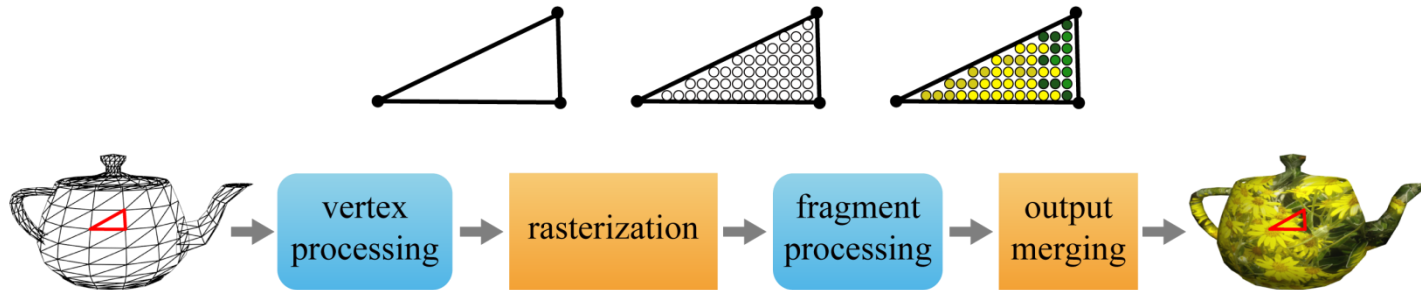 vertex
processing
rasterization
fragment
processing
output
merging